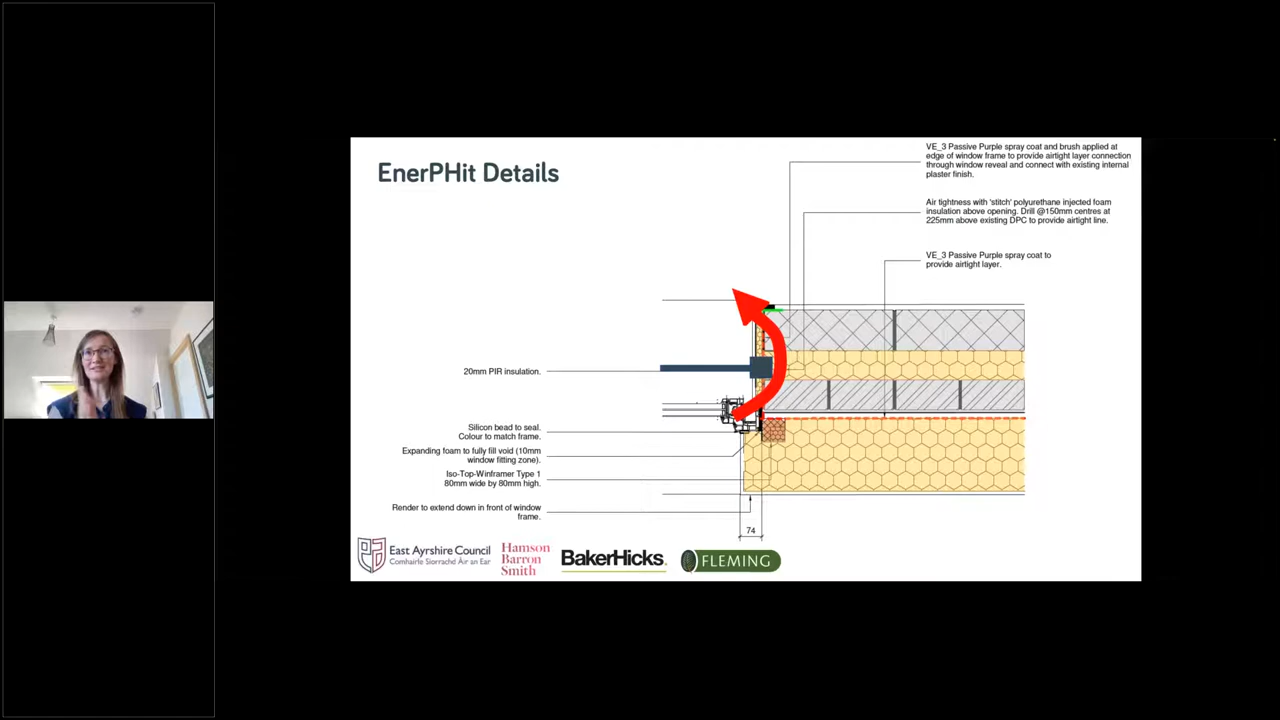 EnerPHit Details
VE_3 Passive Purple spray coat and brush applied at
edge of window frame to provide airtight layer connection
through window reveal and connect with existing internal
plaster finish.
Air tightness with 'stitch' polyurethane injected foam
insulation above opening. Drill @150mm centres at
225mm above existing DPC to provide airtight line.
VE_3 Passive Purple spray coat to
provide airtight layer.
20mm PIR insulation.
Silicon bead to seal.
Colour to match frame.
Expanding foam to fully fill void (10mm
window fitting zone).
Iso-Top-Winframer Type 1
80mm wide by 80mm high.
Render to extend down in front of window
frame.
74
East Ayrshire Council
Comhairle Siorrachd Àir an Ear
Hamson
Barron
Smith
BakerHicks.
FLEMING